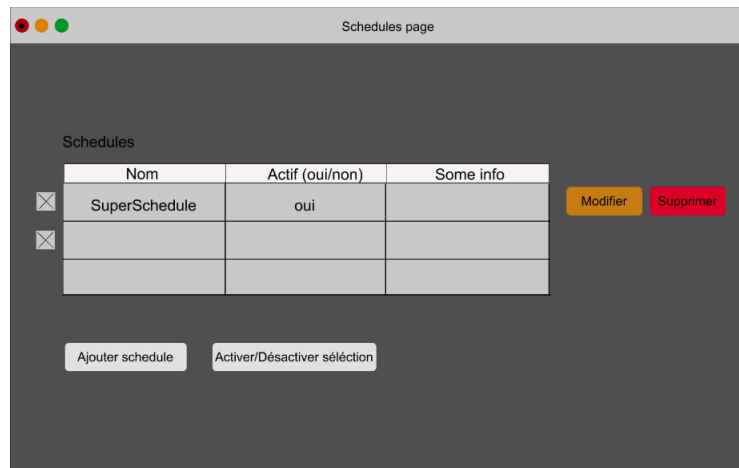 Schedules page
Schedules
Nom Actif (oui/non) Some info
SuperSchedule oui Modifier Supprimer
Ajouter schedule Activer/Désactiver séléction